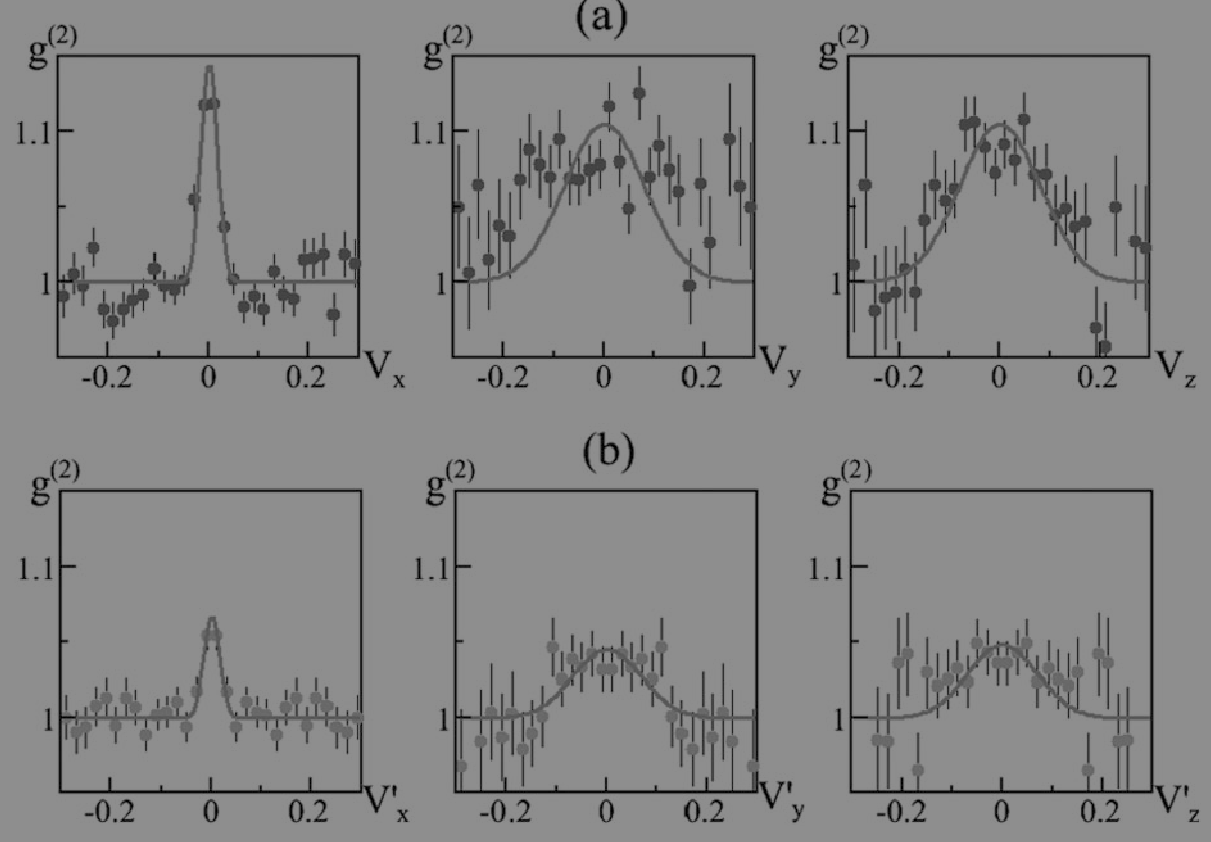 (a)
g(2) g(2) g(2)
1.1 1.1 1.1
1 1 1
-0.2 0 0.2 Vx -0.2 0 0.2 Vy -0.2 0 0.2 Vz
(b)
g(2) g(2) g(2)
1.1 1.1 1.1
1 1 1
-0.2 0 0.2 V'x -0.2 0 0.2 V'y -0.2 0 0.2 V'z